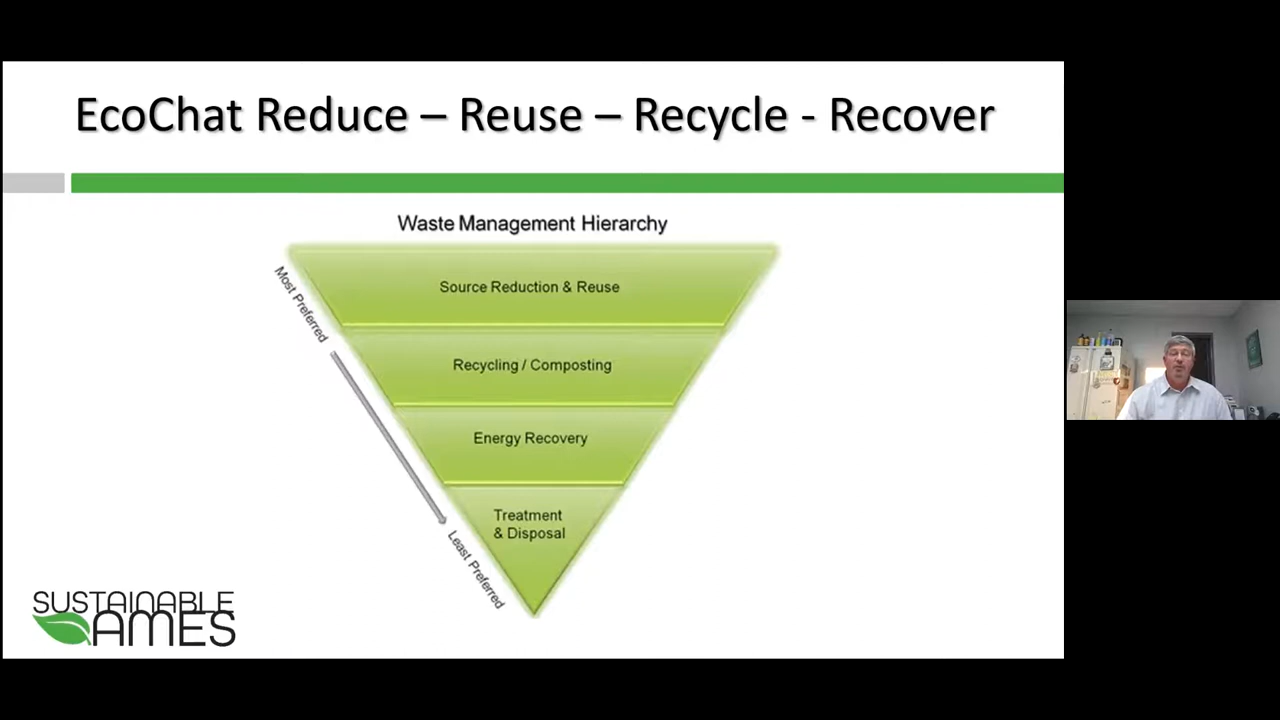 EcoChat Reduce – Reuse – Recycle - Recover
Waste Management Hierarchy
Most Preferred
Source Reduction & Reuse
Recycling / Composting
Energy Recovery
Treatment
& Disposal
Least Preferred
SUSTAINABLE
AMES